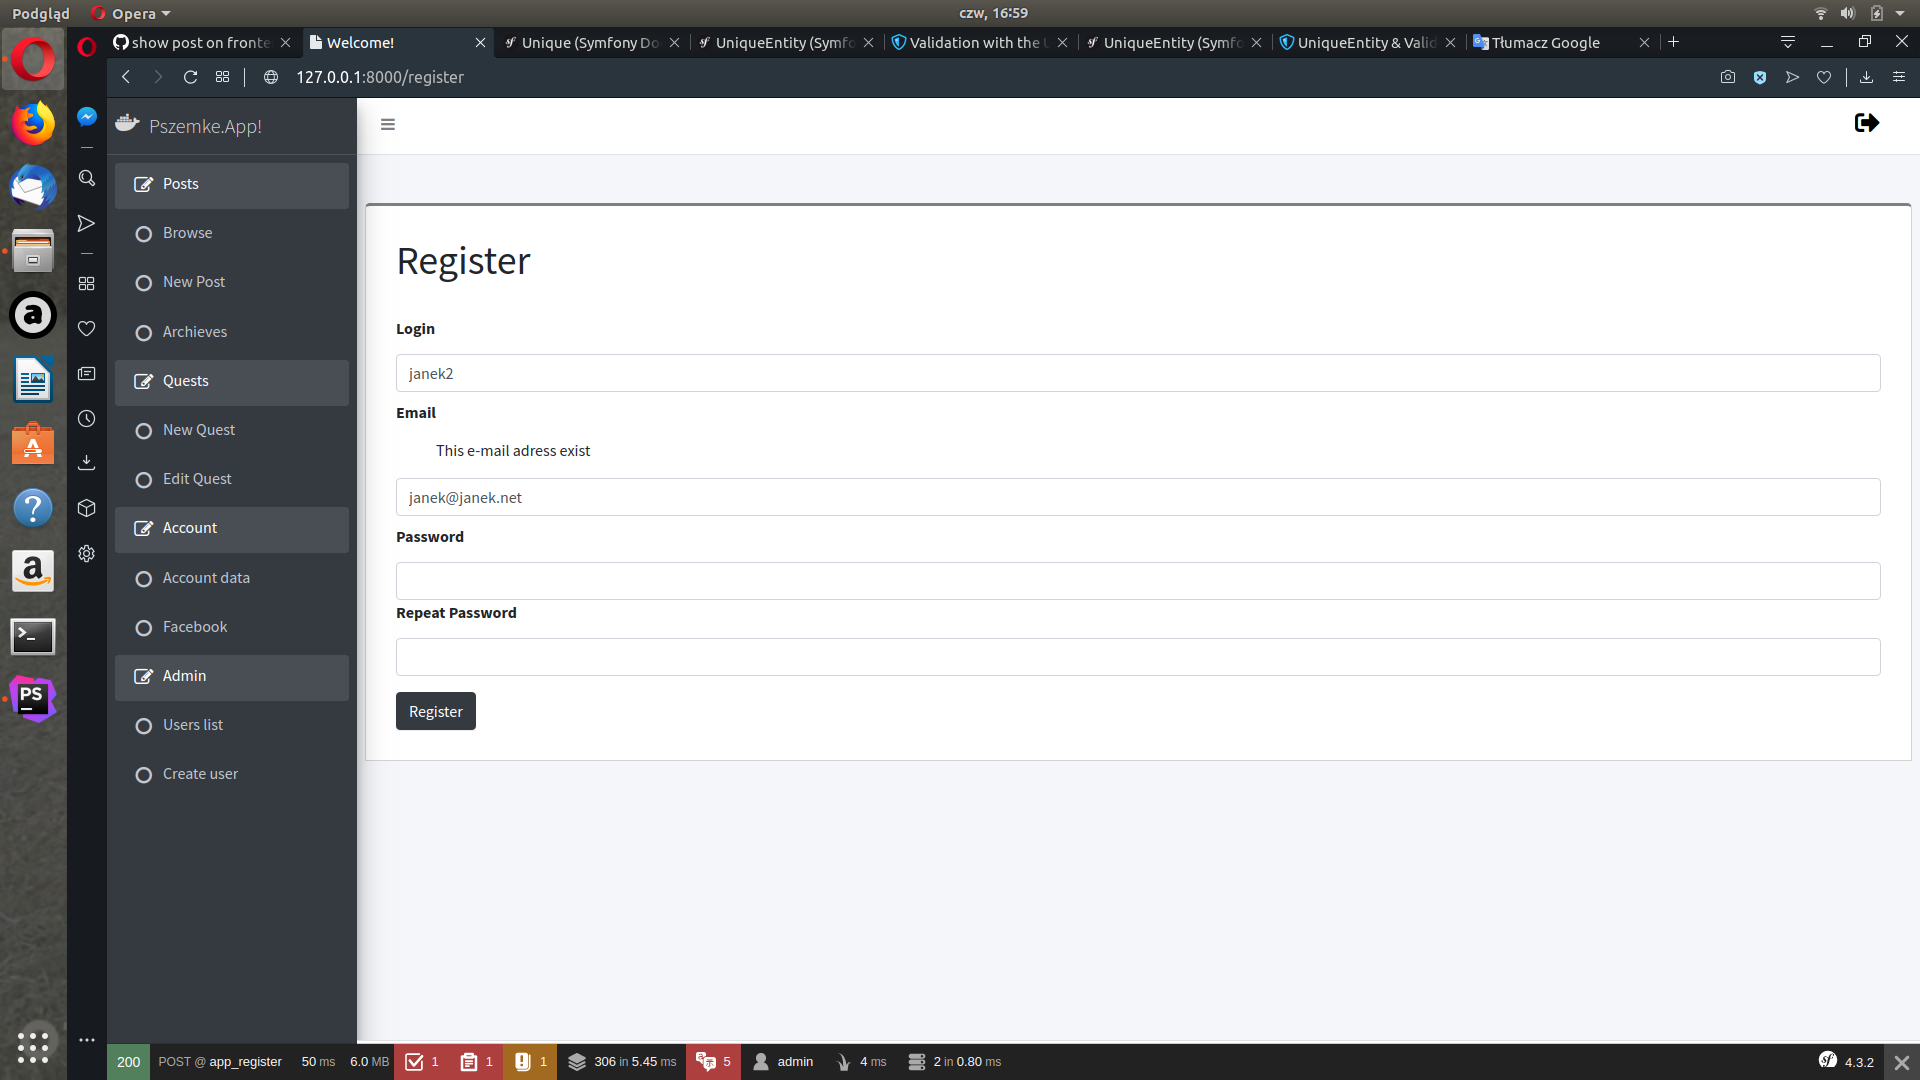 Podgląd Opera czw, 16:59
show post on fronte Welcome! Unique (Symfony Do UniqueEntity (Symfo Validation with the U UniqueEntity (Symfo UniqueEntity & Valid Tłumacz Google
127.0.0.1:8000/register
Pszemke.App!
Posts
Browse
New Post
Archieves
Quests
New Quest
Edit Quest
Account
Account data
Facebook
Admin
Users list
Create user
Register
Login
janek2
Email
This e-mail adress exist
janek@janek.net
Password
Repeat Password
Register
200 POST @ app_register 50 ms 6.0 MB 1 1 1 306 in 5.45 ms 5 admin 4 ms 2 in 0.80 ms 4.3.2